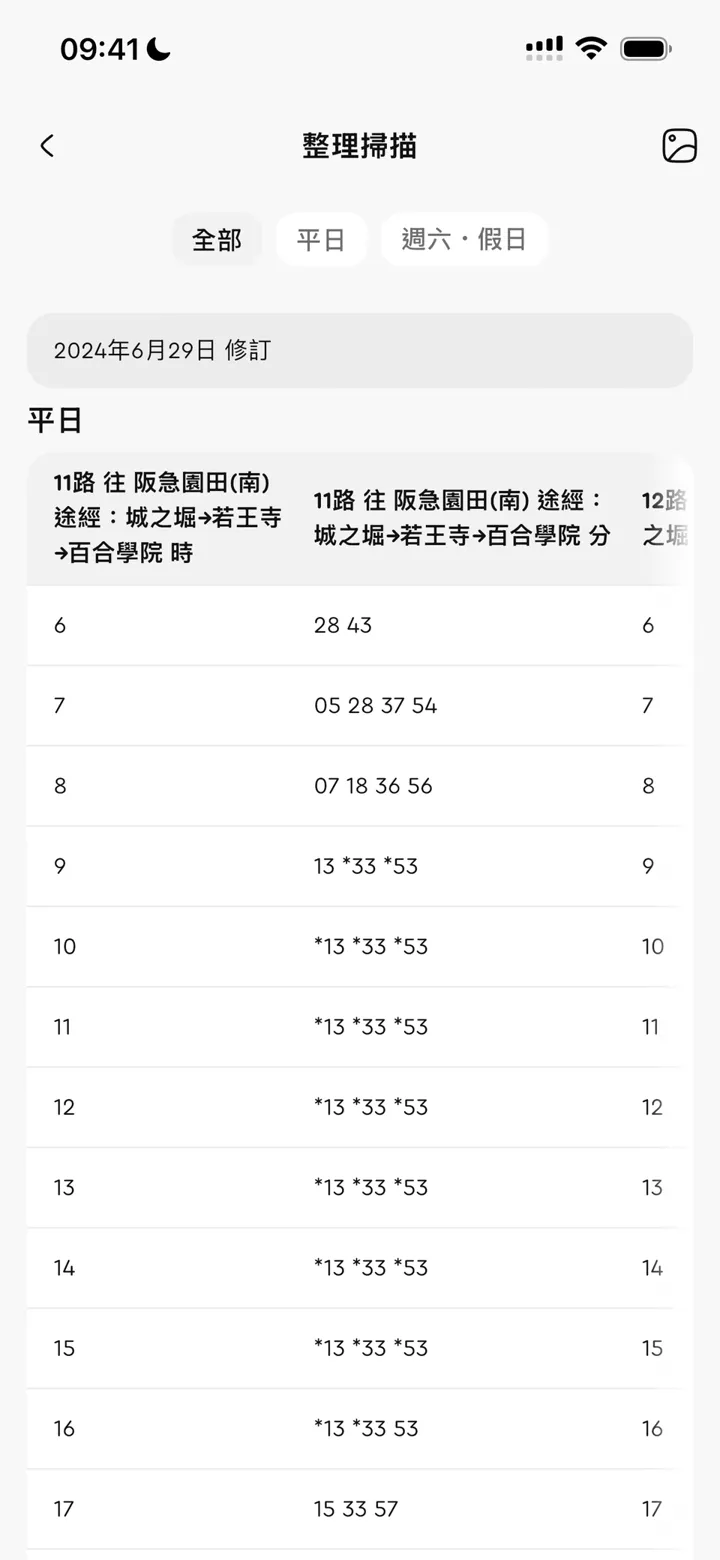 09:41
整理掃描
全部 平日 週六・假日
2024年6月29日 修訂
平日
11路 往 阪急園田(南)
途經：城之堀→若王寺
→百合學院 時
11路 往 阪急園田(南) 途經：
城之堀→若王寺→百合學院 分
12路
之堀
6 28 43 6
7 05 28 37 54 7
8 07 18 36 56 8
9 13 *33 *53 9
10 *13 *33 *53 10
11 *13 *33 *53 11
12 *13 *33 *53 12
13 *13 *33 *53 13
14 *13 *33 *53 14
15 *13 *33 *53 15
16 *13 *33 53 16
17 15 33 57 17